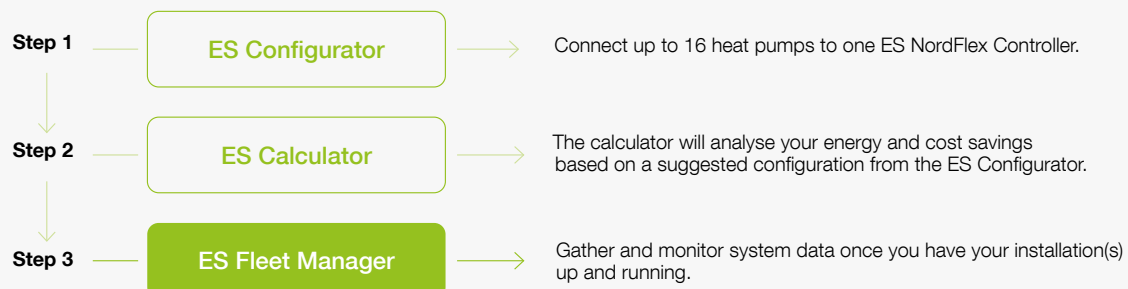 Step 1
ES Configurator
Connect up to 16 heat pumps to one ES NordFlex Controller.
Step 2
ES Calculator
The calculator will analyse your energy and cost savings
based on a suggested configuration from the ES Configurator.
Step 3
ES Fleet Manager
Gather and monitor system data once you have your installation(s)
up and running.